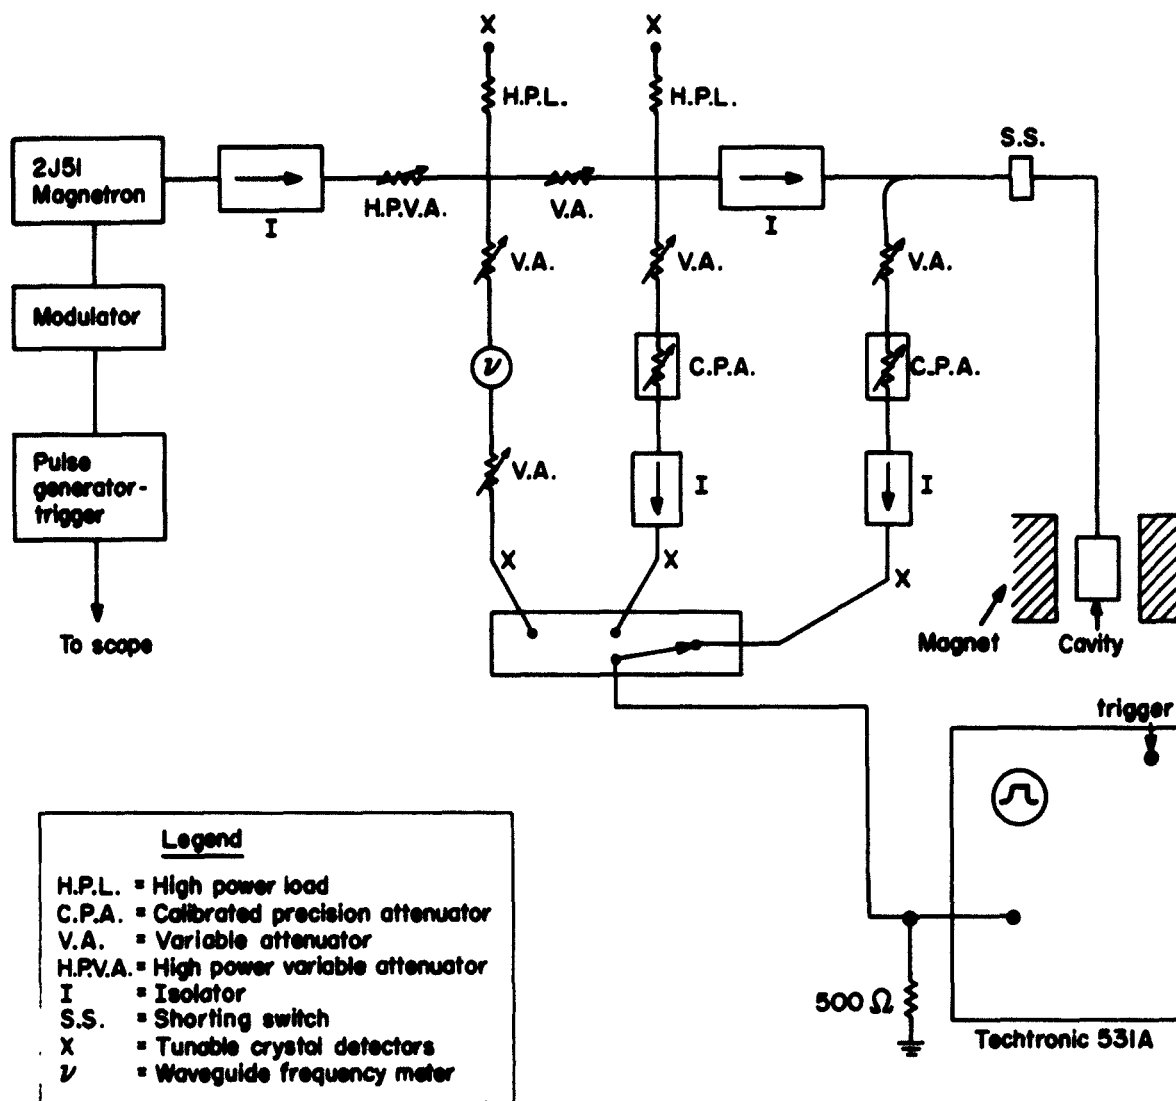 X
X
H.P.L.
H.P.L.
S.S.
2J51
Magnetron
I
H.P.V.A.
V.A.
I
V.A.
V.A.
V.A.
Modulator
ν
C.P.A.
C.P.A.
Pulse
generator-
trigger
V.A.
I
I
X
X
X
To scope
Magnet
Cavity
trigger
500 Ω
Techtronic 531A
Legend
H.P.L. = High power load
C.P.A. = Calibrated precision attenuator
V.A. = Variable attenuator
H.P.V.A. = High power variable attenuator
I = Isolator
S.S. = Shorting switch
X = Tunable crystol detectors
ν = Waveguide frequency meter